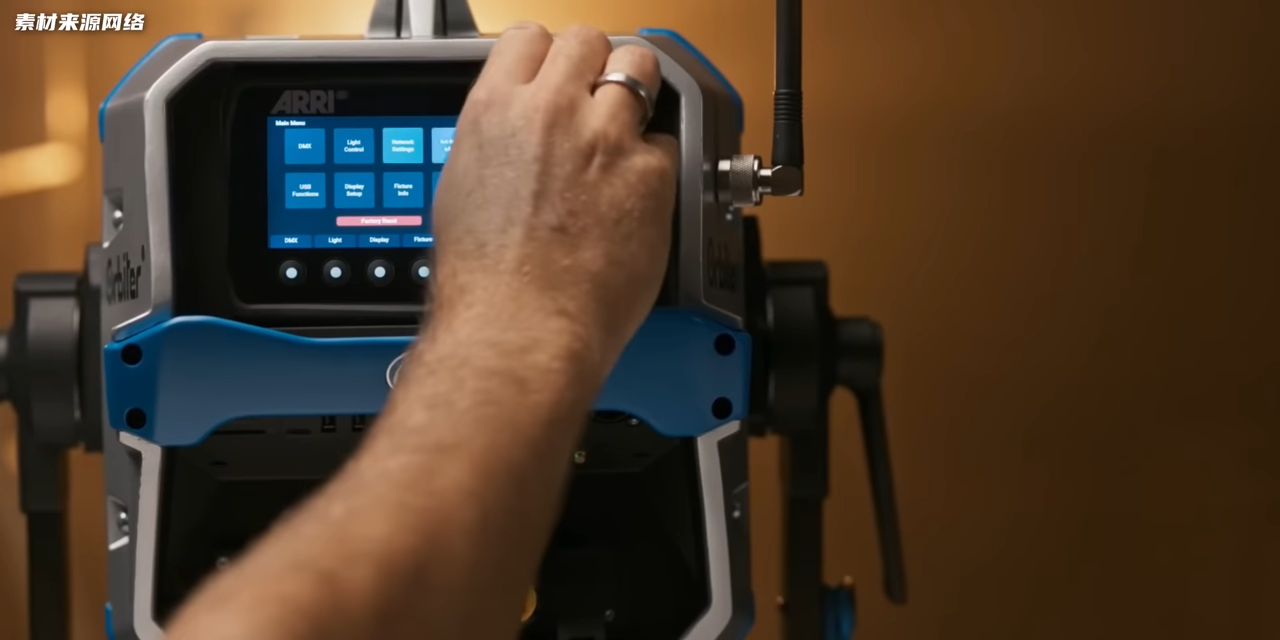 素材来源网络
ARRI
Main Menu
DMX
Light Control
Network Settings
USB Functions
Display Setup
Fixture Info
Factory Reset
DMX Light Display Fixture
Orbiter
Orbiter